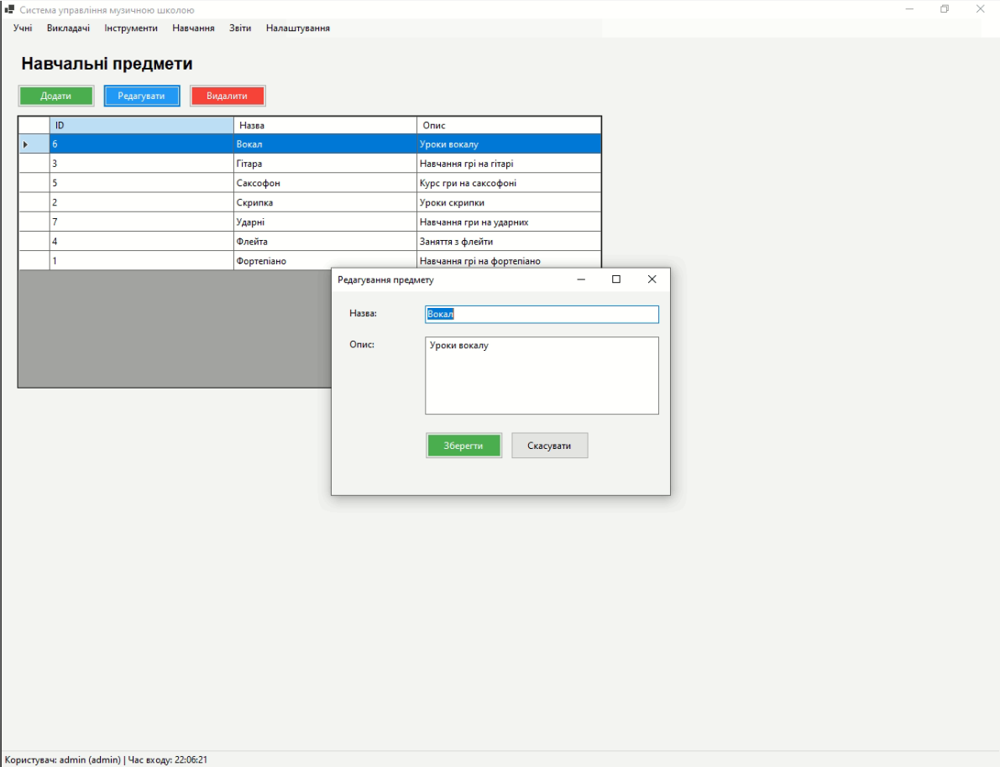 Система управління музичною школою
Учні Викладачі Інструменти Навчання Звіти Налаштування
Навчальні предмети
Додати Редагувати Видалити
ID Назва Опис
6 Вокал Уроки вокалу
3 Гітара Навчання грі на гітарі
5 Саксофон Курс гри на саксофоні
2 Скрипка Уроки скрипки
7 Ударні Навчання гри на ударних
4 Флейта Заняття з флейти
1 Фортепіано Навчання грі на фортепіано
Редагування предмету
Назва: Вокал
Опис: Уроки вокалу
Зберегти Скасувати
Користувач: admin (admin) | Час входу: 22:06:21